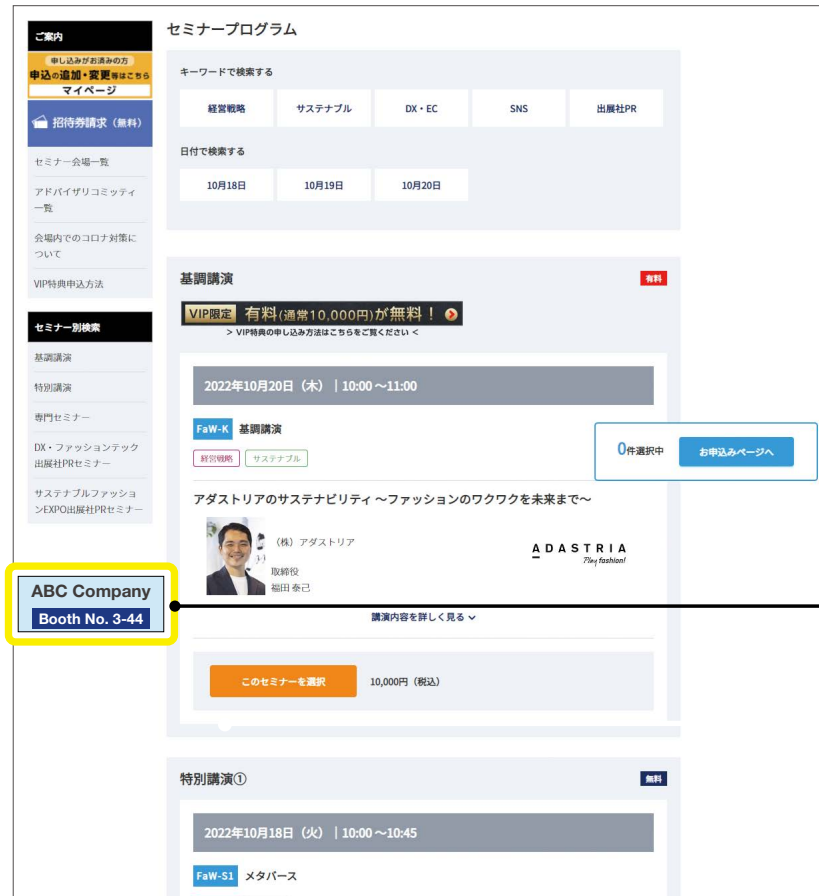 ご案内
申し込みがお済みの方
申込の追加・変更等はこちら
マイページ
招待券請求（無料）
セミナー会場一覧
アドバイザリコミッティ
一覧
会場内でのコロナ対策に
ついて
VIP特典申込方法
セミナー別検索
基調講演
特別講演
専門セミナー
DX・ファッションテック
出展社PRセミナー
サステナブルファッショ
ンEXPO出展社PRセミナー
ABC Company
Booth No. 3-44
セミナープログラム
キーワードで検索する
経営戦略 サステナブル DX・EC SNS 出展社PR
日付で検索する
10月18日 10月19日 10月20日
基調講演 有料
VIP限定 有料(通常10,000円)が無料！
> VIP特典の申し込み方法はこちらをご覧ください <
2022年10月20日（木）｜10:00～11:00
FaW-K 基調講演
経営戦略 サステナブル
0件選択中 お申込みページへ
アダストリアのサステナビリティ ～ファッションのワクワクを未来まで～
（株）アダストリア
取締役
福田 泰己
ADASTRIA
Play fashion!
講演内容を詳しく見る
このセミナーを選択 10,000円（税込）
特別講演① 無料
2022年10月18日（火）｜10:00～10:45
FaW-S1 メタバース